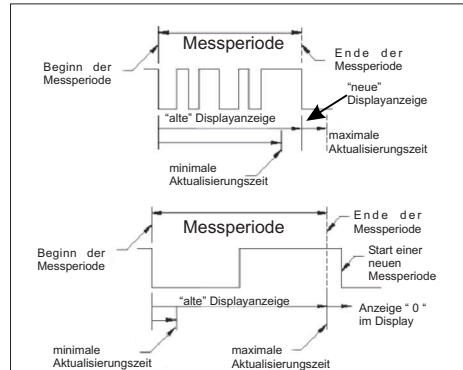 Messperiode
Beginn der
Messperiode
Ende der
Messperiode
"neue"
Displayanzeige
"alte" Displayanzeige
maximale
Aktualisierungszeit
minimale
Aktualisierungszeit
Messperiode
Ende der
Messperiode
Beginn der
Messperiode
Start einer
neuen
Messperiode
"alte" Displayanzeige
Anzeige " 0 "
im Display
minimale
Aktualisierungszeit
maximale
Aktualisierungszeit